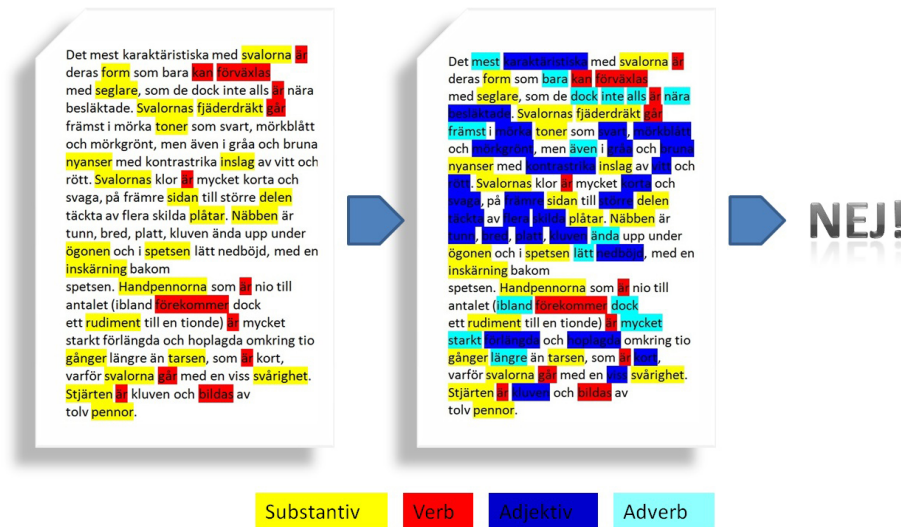 Det mest karaktäristiska med svalorna är
deras form som bara kan förväxlas
med seglare, som de dock inte alls är nära
besläktade. Svalornas fjäderdräkt går
främst i mörka toner som svart, mörkblått
och mörkgrönt, men även i gråa och bruna
nyanser med kontrastrika inslag av vitt och
rött. Svalornas klor är mycket korta och
svaga, på främre sidan till större delen
täckta av flera skilda plåtar. Näbben är
tunn, bred, platt, kluven ända upp under
ögonen och i spetsen lätt nedböjd, med en
inskärning bakom
spetsen. Handpennorna som är nio till
antalet (ibland förekommer dock
ett rudiment till en tionde) är mycket
starkt förlängda och hoplagda omkring tio
gånger längre än tarsen, som är kort,
varför svalorna går med en viss svårighet.
Stjärten är kluven och bildas av
tolv pennor.
Det mest karaktäristiska med svalorna är
deras form som bara kan förväxlas
med seglare, som de dock inte alls är nära
besläktade. Svalornas fjäderdräkt går
främst i mörka toner som svart, mörkblått
och mörkgrönt, men även i gråa och bruna
nyanser med kontrastrika inslag av vitt och
rött. Svalornas klor är mycket korta och
svaga, på främre sidan till större delen
täckta av flera skilda plåtar. Näbben är
tunn, bred, platt, kluven ända upp under
ögonen och i spetsen lätt nedböjd, med en
inskärning bakom
spetsen. Handpennorna som är nio till
antalet (ibland förekommer dock
ett rudiment till en tionde) är mycket
starkt förlängda och hoplagda omkring tio
gånger längre än tarsen, som är kort,
varför svalorna går med en viss svårighet.
Stjärten är kluven och bildas av
tolv pennor.
NEJ!
Substantiv Verb Adjektiv Adverb